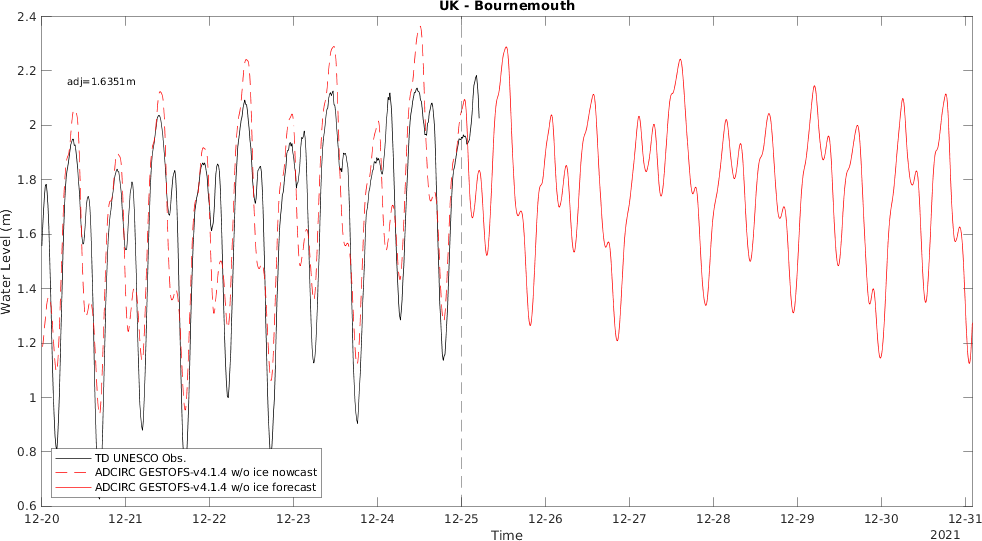 UK - Bournemouth
2.4
2.2
2
1.8
1.6
1.4
1.2
1
0.8
0.6
Water Level (m)
adj=1.6351m
TD UNESCO Obs.
ADCIRC GESTOFS-v4.1.4 w/o ice nowcast
ADCIRC GESTOFS-v4.1.4 w/o ice forecast
12-20 12-21 12-22 12-23 12-24 12-25 12-26 12-27 12-28 12-29 12-30 12-31
Time
2021